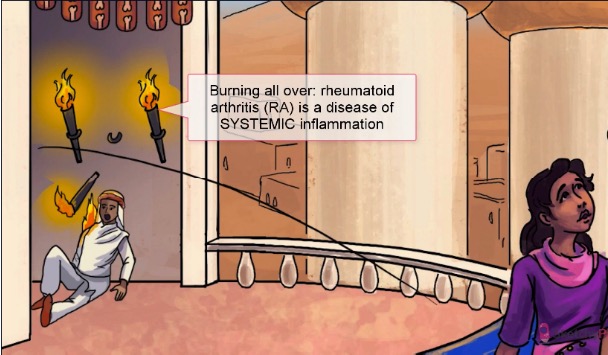 Burning all over: rheumatoid
arthritis (RA) is a disease of
SYSTEMIC inflammation